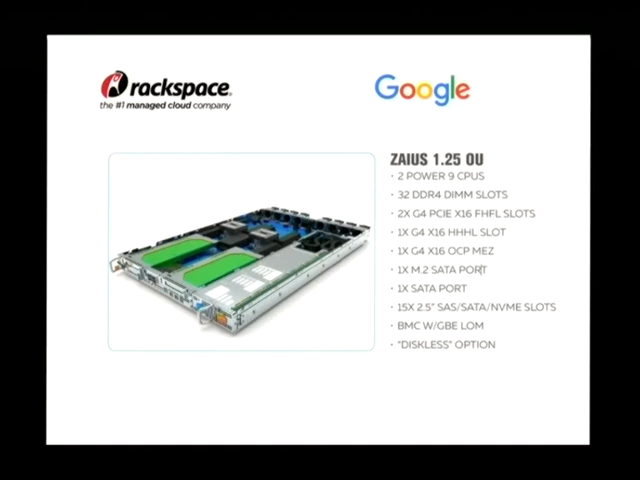 rackspace®
the #1 managed cloud company
Google
ZAIUS 1.25 OU
· 2 POWER 9 CPUS
· 32 DDR4 DIMM SLOTS
· 2X G4 PCIE X16 FHFL SLOTS
· 1X G4 X16 HHHL SLOT
· 1X G4 X16 OCP MEZ
· 1X M.2 SATA PORT
· 1X SATA PORT
· 15X 2.5" SAS/SATA/NVME SLOTS
· BMC W/GBE LOM
· "DISKLESS" OPTION